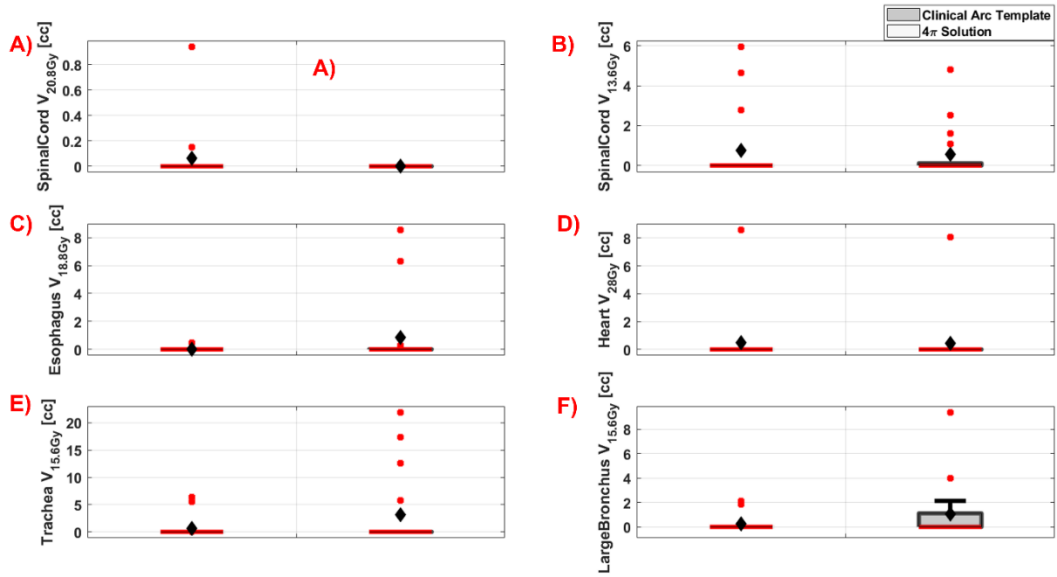 Clinical Arc Template
4π Solution
A)
SpinalCord V20.8Gy [cc]
0.8
0.6
0.4
0.2
0
A)
B)
SpinalCord V13.6Gy [cc]
6
4
2
0
C)
Esophagus V18.8Gy [cc]
8
6
4
2
0
D)
Heart V28Gy [cc]
8
6
4
2
0
E)
Trachea V15.6Gy [cc]
20
15
10
5
0
F)
LargeBronchus V15.6Gy [cc]
8
6
4
2
0